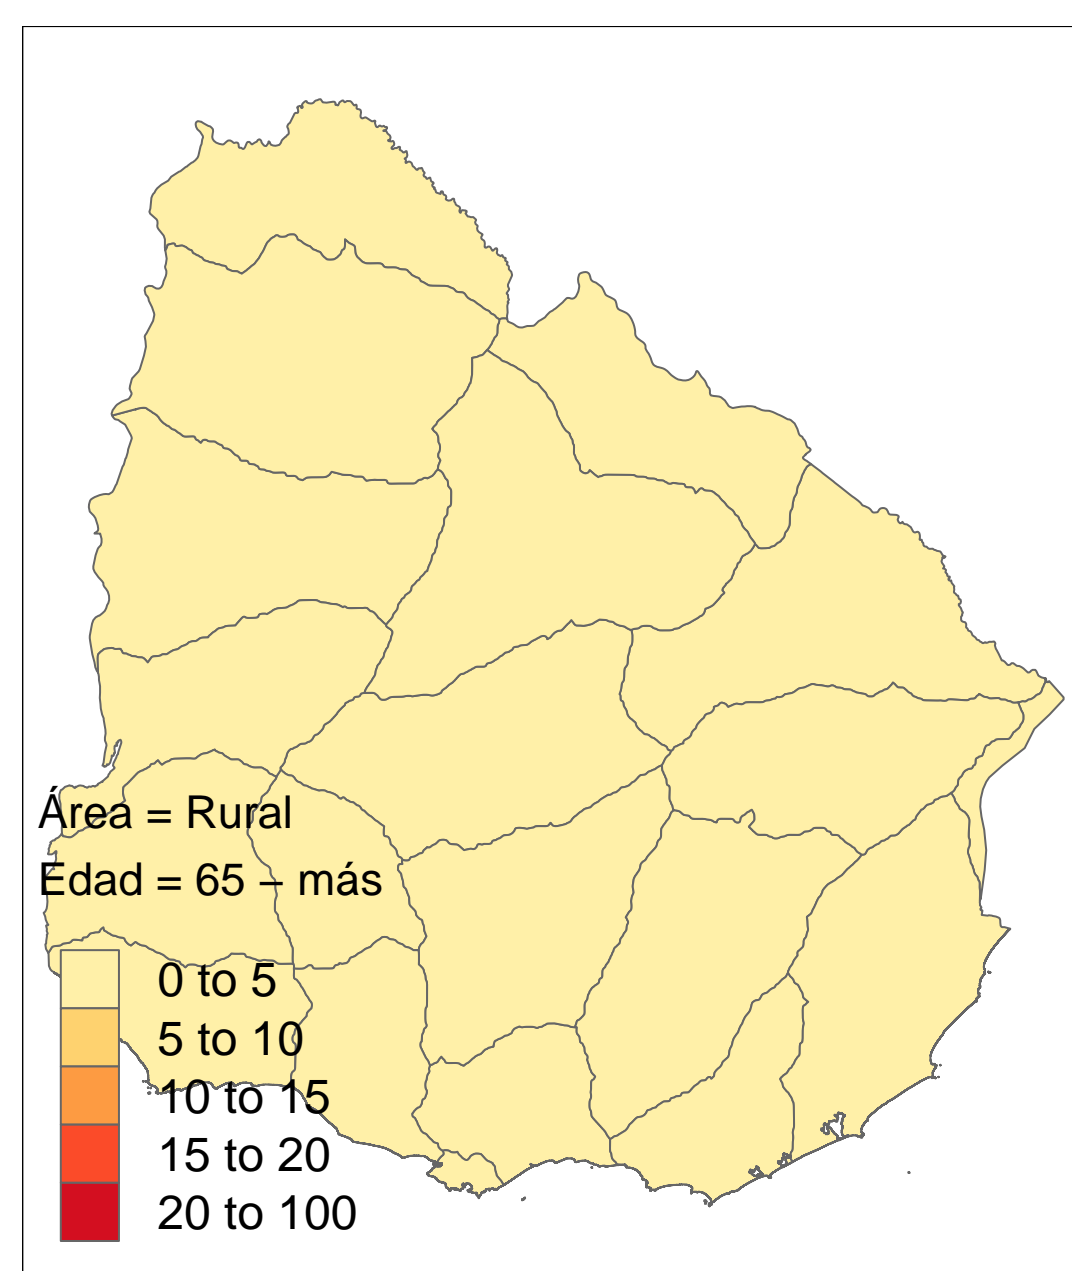 Área = Rural
Edad = 65 – más
0 to 5
5 to 10
10 to 15
15 to 20
20 to 100